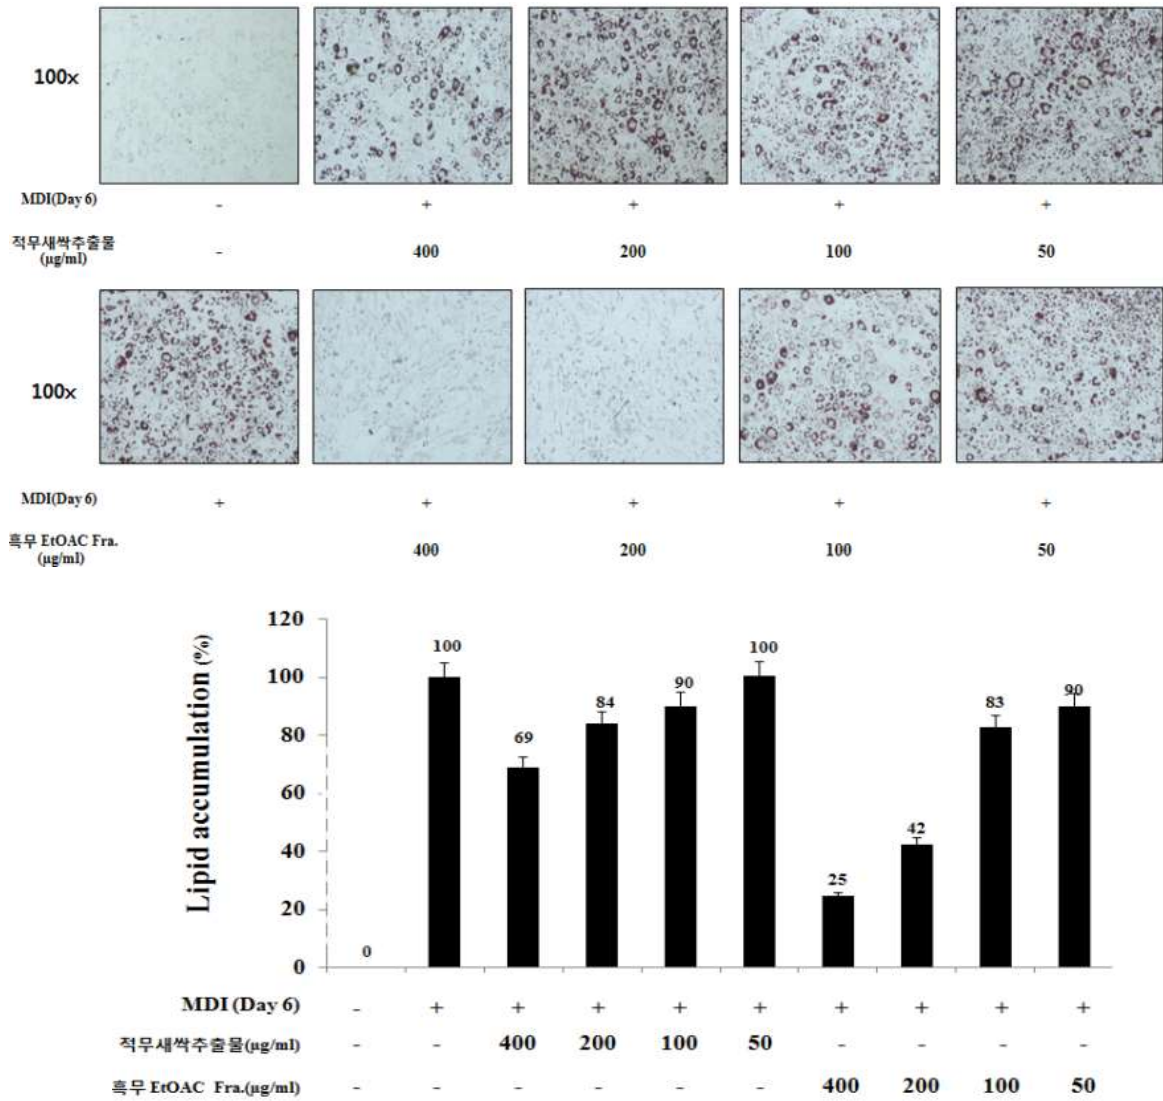 100x
MDI(Day 6) - + + + +
적무새싹추출물 (μg/ml) - 400 200 100 50
100x
MDI(Day 6) + + + + +
흑무 EtOAC Fra. (μg/ml) 400 200 100 50
Lipid accumulation (%)
120
100
80
60
40
20
0
0 100 69 84 90 100 25 42 83 90
MDI (Day 6) - + + + + + + + + +
적무새싹추출물(μg/ml) - - 400 200 100 50 - - - -
흑무 EtOAC Fra.(μg/ml) - - - - - - 400 200 100 50